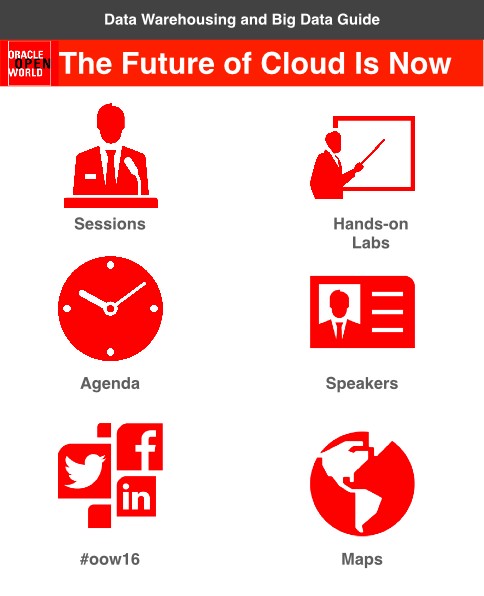 Data Warehousing and Big Data Guide
ORACLE
OPEN
WORLD
The Future of Cloud Is Now
Sessions
Hands-on
Labs
Agenda
Speakers
f
in
#oow16
Maps